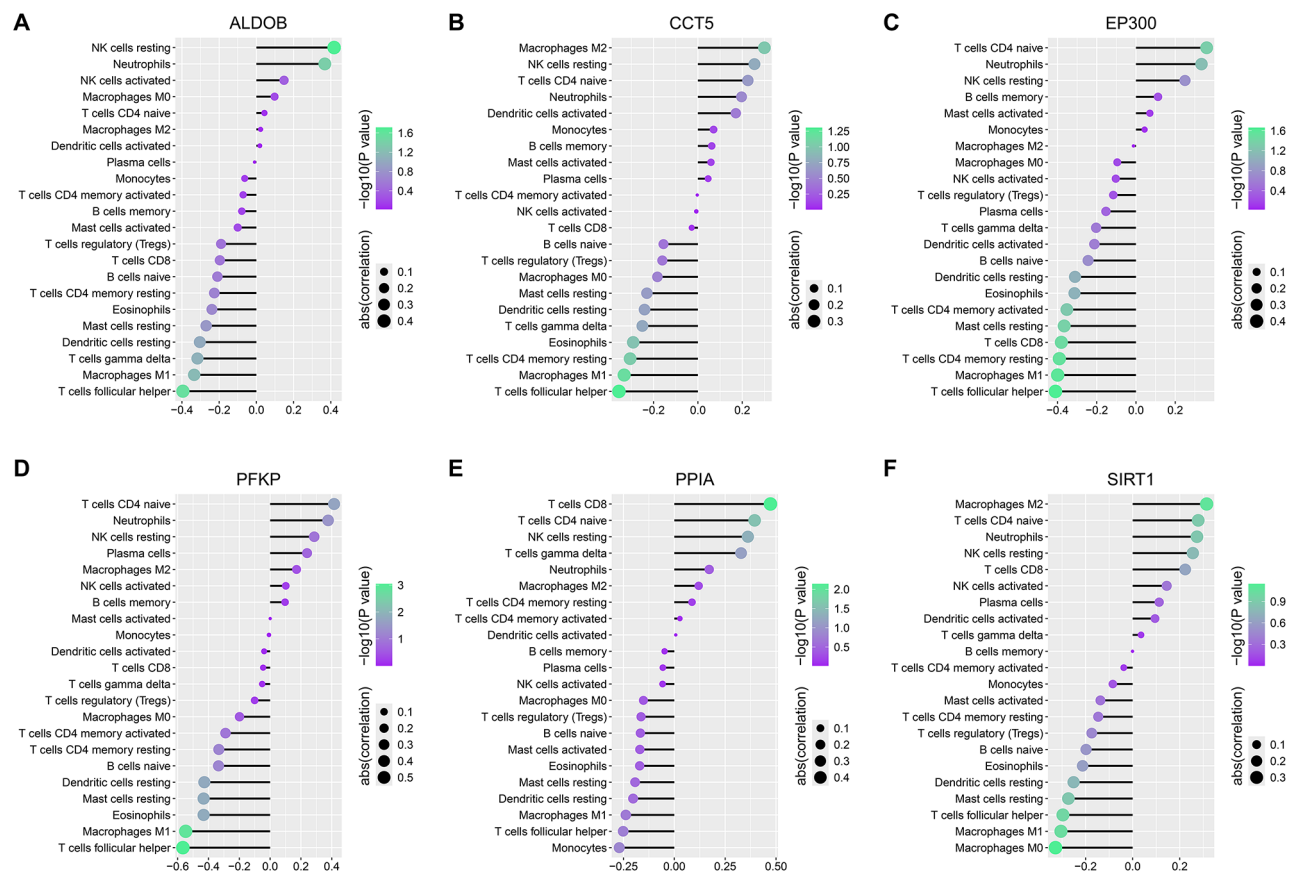 A
ALDOB
NK cells resting
Neutrophils
NK cells activated
Macrophages M0
T cells CD4 naive
Macrophages M2
Dendritic cells activated
Plasma cells
Monocytes
T cells CD4 memory activated
B cells memory
Mast cells activated
T cells regulatory (Tregs)
T cells CD8
B cells naive
T cells CD4 memory resting
Eosinophils
Mast cells resting
Dendritic cells resting
T cells gamma delta
Macrophages M1
T cells follicular helper
−0.4 −0.2 0.0 0.2 0.4
−log10(P value)
1.6
1.2
0.8
0.4
abs(correlation)
0.1
0.2
0.3
0.4
B
CCT5
Macrophages M2
NK cells resting
T cells CD4 naive
Neutrophils
Dendritic cells activated
Monocytes
B cells memory
Mast cells activated
Plasma cells
T cells CD4 memory activated
NK cells activated
T cells CD8
B cells naive
T cells regulatory (Tregs)
Macrophages M0
Mast cells resting
Dendritic cells resting
T cells gamma delta
Eosinophils
T cells CD4 memory resting
Macrophages M1
T cells follicular helper
−0.2 0.0 0.2
−log10(P value)
1.25
1.00
0.75
0.50
0.25
abs(correlation)
0.1
0.2
0.3
C
EP300
T cells CD4 naive
Neutrophils
NK cells resting
B cells memory
Mast cells activated
Monocytes
Macrophages M2
Macrophages M0
NK cells activated
T cells regulatory (Tregs)
Plasma cells
T cells gamma delta
Dendritic cells activated
B cells naive
Dendritic cells resting
Eosinophils
T cells CD4 memory activated
Mast cells resting
T cells CD8
T cells CD4 memory resting
Macrophages M1
T cells follicular helper
−0.4 −0.2 0.0 0.2
−log10(P value)
1.6
1.2
0.8
0.4
abs(correlation)
0.1
0.2
0.3
0.4
D
PFKP
T cells CD4 naive
Neutrophils
NK cells resting
Plasma cells
Macrophages M2
NK cells activated
B cells memory
Mast cells activated
Monocytes
Dendritic cells activated
T cells CD8
T cells gamma delta
T cells regulatory (Tregs)
Macrophages M0
T cells CD4 memory activated
T cells CD4 memory resting
B cells naive
Dendritic cells resting
Mast cells resting
Eosinophils
Macrophages M1
T cells follicular helper
−0.6 −0.4 −0.2 0.0 0.2 0.4
−log10(P value)
3
2
1
abs(correlation)
0.1
0.2
0.3
0.4
0.5
E
PPIA
T cells CD8
T cells CD4 naive
NK cells resting
T cells gamma delta
Neutrophils
Macrophages M2
T cells CD4 memory resting
T cells CD4 memory activated
Dendritic cells activated
B cells memory
Plasma cells
NK cells activated
Macrophages M0
T cells regulatory (Tregs)
B cells naive
Mast cells activated
Eosinophils
Mast cells resting
Dendritic cells resting
Macrophages M1
T cells follicular helper
Monocytes
−0.25 0.00 0.25 0.50
−log10(P value)
2.0
1.5
1.0
0.5
abs(correlation)
0.1
0.2
0.3
0.4
F
SIRT1
Macrophages M2
T cells CD4 naive
Neutrophils
NK cells resting
T cells CD8
NK cells activated
Plasma cells
Dendritic cells activated
T cells gamma delta
B cells memory
T cells CD4 memory activated
Monocytes
Mast cells activated
T cells CD4 memory resting
T cells regulatory (Tregs)
B cells naive
Eosinophils
Dendritic cells resting
Mast cells resting
T cells follicular helper
Macrophages M1
Macrophages M0
−0.2 0.0 0.2
−log10(P value)
0.9
0.6
0.3
abs(correlation)
0.1
0.2
0.3